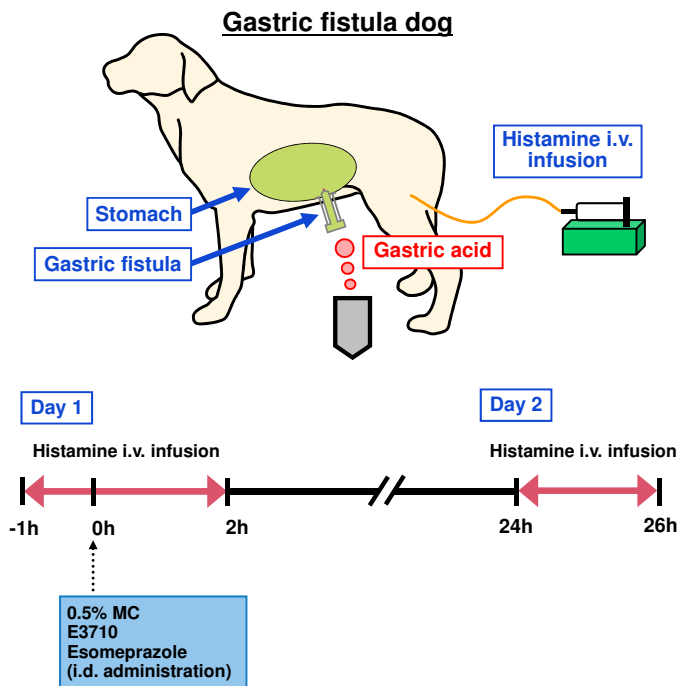 Gastric fistula dog
Histamine i.v.
infusion
Stomach
Gastric fistula
Gastric acid
Day 1
Day 2
Histamine i.v. infusion
Histamine i.v. infusion
-1h
0h
2h
24h
26h
0.5% MC
E3710
Esomeprazole
(i.d. administration)